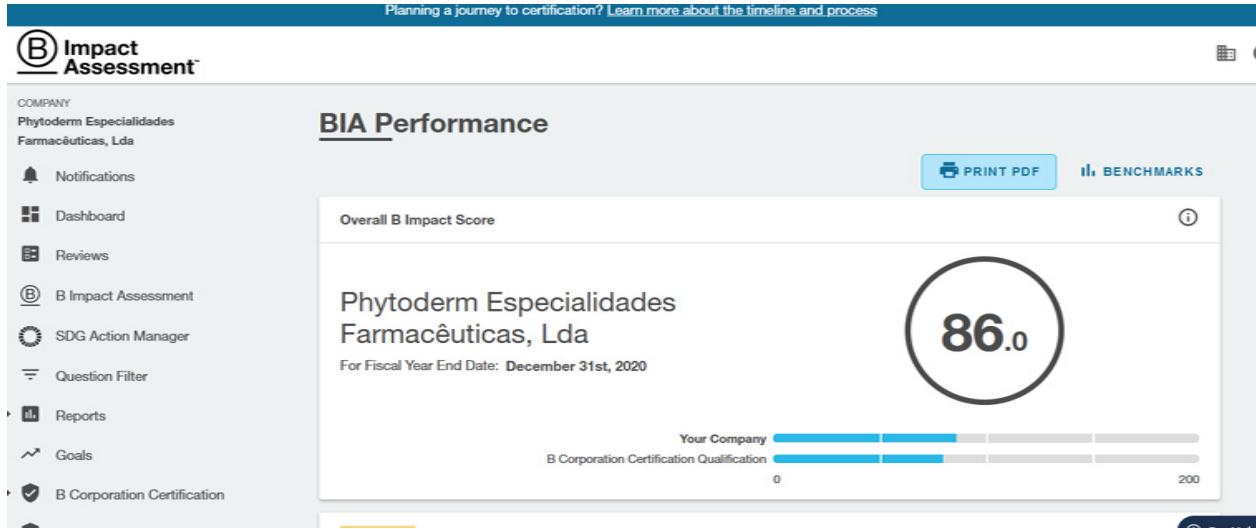 Planning a journey to certification? Learn more about the timeline and process
B Impact
Assessment™
COMPANY
Phytoderm Especialidades
Farmacêuticas, Lda
Notifications
Dashboard
Reviews
B Impact Assessment
SDG Action Manager
Question Filter
Reports
Goals
B Corporation Certification
BIA Performance
PRINT PDF
BENCHMARKS
Overall B Impact Score
Phytoderm Especialidades
Farmacêuticas, Lda
For Fiscal Year End Date: December 31st, 2020
86.0
Your Company
B Corporation Certification Qualification
0 200